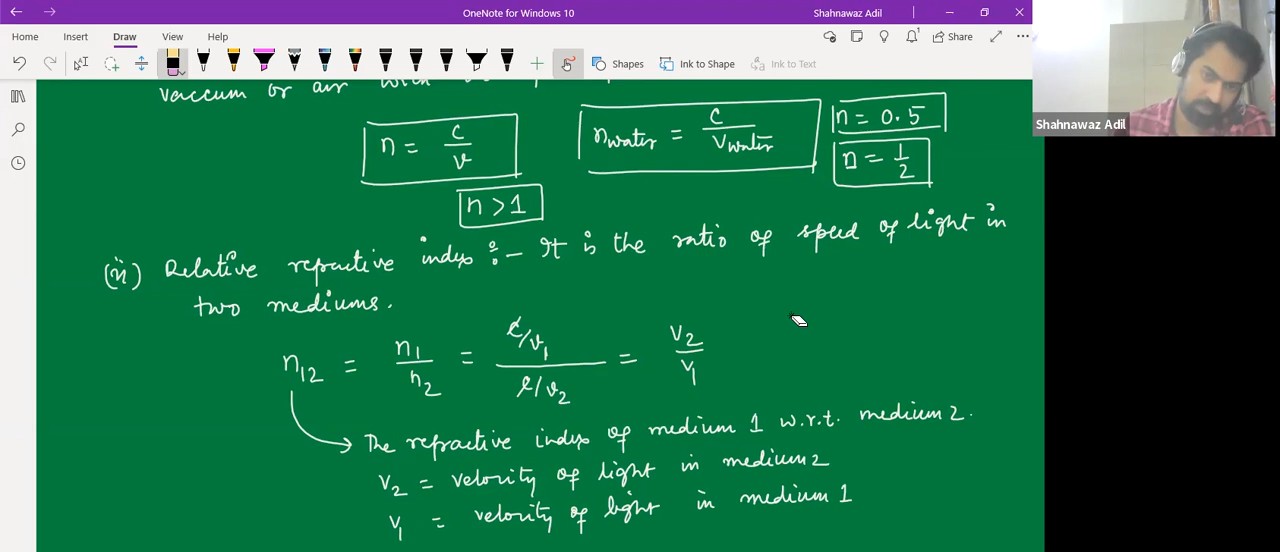 OneNote for Windows 10
Shahnawaz Adil
Home Insert Draw View Help
Share
Shapes Ink to Shape Ink to Text
Shahnawaz Adil
vaccum or air with
n = c/v
n water = c/v water
n = 0.5
n = 1/2
n > 1
(ii) Relative refractive index :- It is the ratio of speed of light in
two mediums.
n12 = n1/n2 = (c/v1)/(c/v2) = v2/v1
The refractive index of medium 1 w.r.t. medium 2.
v2 = velocity of light in medium 2
v1 = velocity of light in medium 1